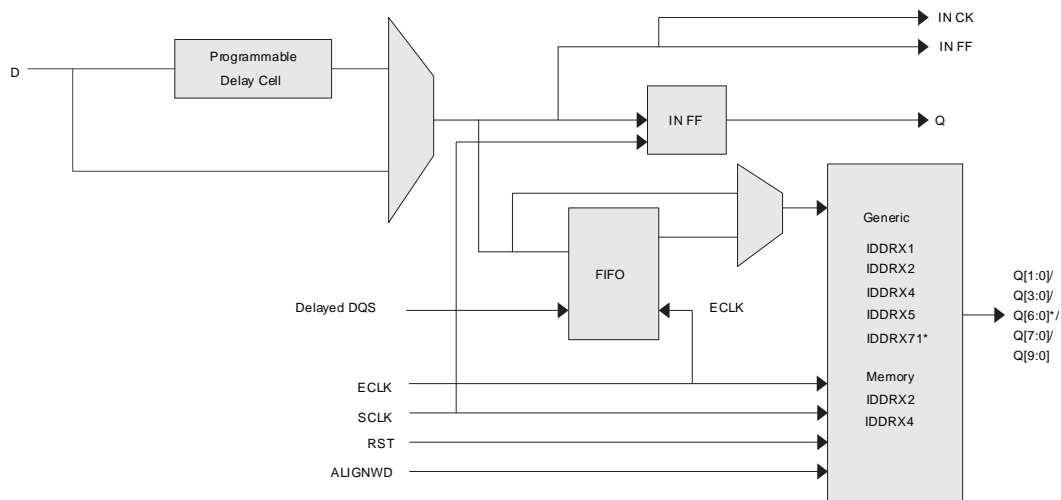 IN CK
IN FF
D
Programmable
Delay Cell
IN FF
Q
Generic
IDDRX1
IDDRX2
IDDRX4
IDDRX5
IDDRX71*
Memory
IDDRX2
IDDRX4
FIFO
Delayed DQS
ECLK
ECLK
SCLK
RST
ALIGNWD
Q[1:0]/
Q[3:0]/
Q[6:0]*/
Q[7:0]/
Q[9:0]